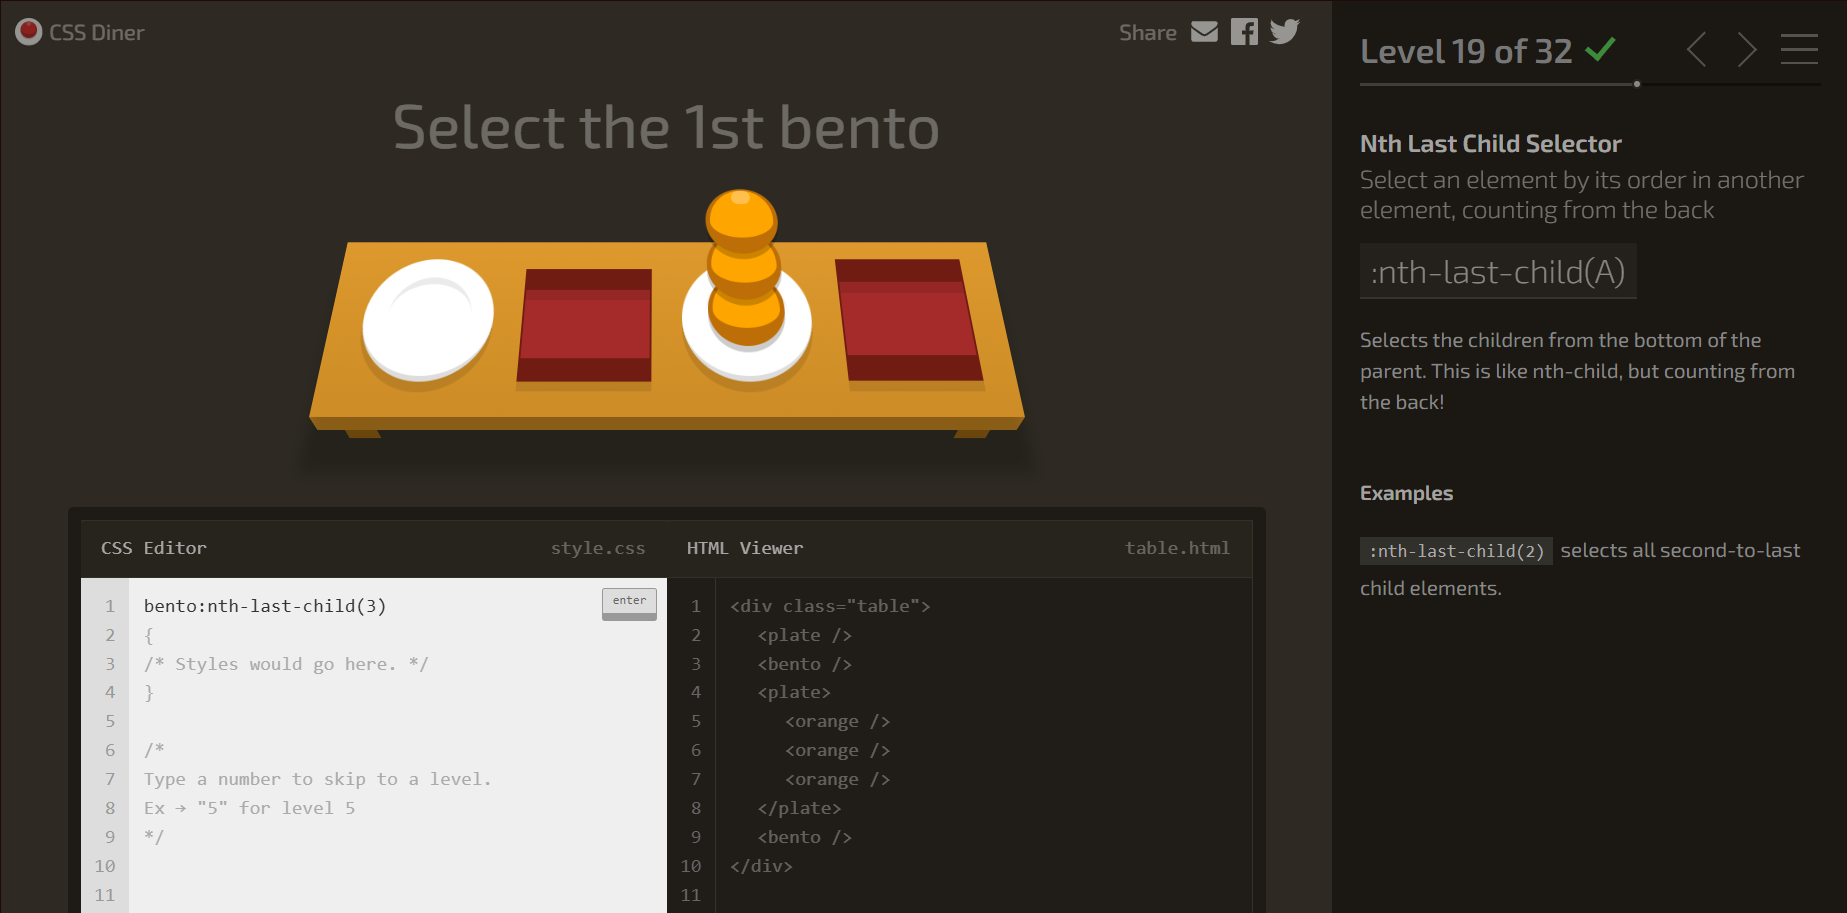 CSS Diner
Share
Select the 1st bento
CSS Editor
style.css
1 bento:nth-last-child(3)
enter
2 {
3 /* Styles would go here. */
4 }
5
6 /*
7 Type a number to skip to a level.
8 Ex → "5" for level 5
9 */
10
11
HTML Viewer
table.html
1 <div class="table">
2 <plate />
3 <bento />
4 <plate>
5 <orange />
6 <orange />
7 <orange />
8 </plate>
9 <bento />
10 </div>
11
Level 19 of 32
Nth Last Child Selector
Select an element by its order in another
element, counting from the back
:nth-last-child(A)
Selects the children from the bottom of the
parent. This is like nth-child, but counting from
the back!
Examples
:nth-last-child(2) selects all second-to-last
child elements.